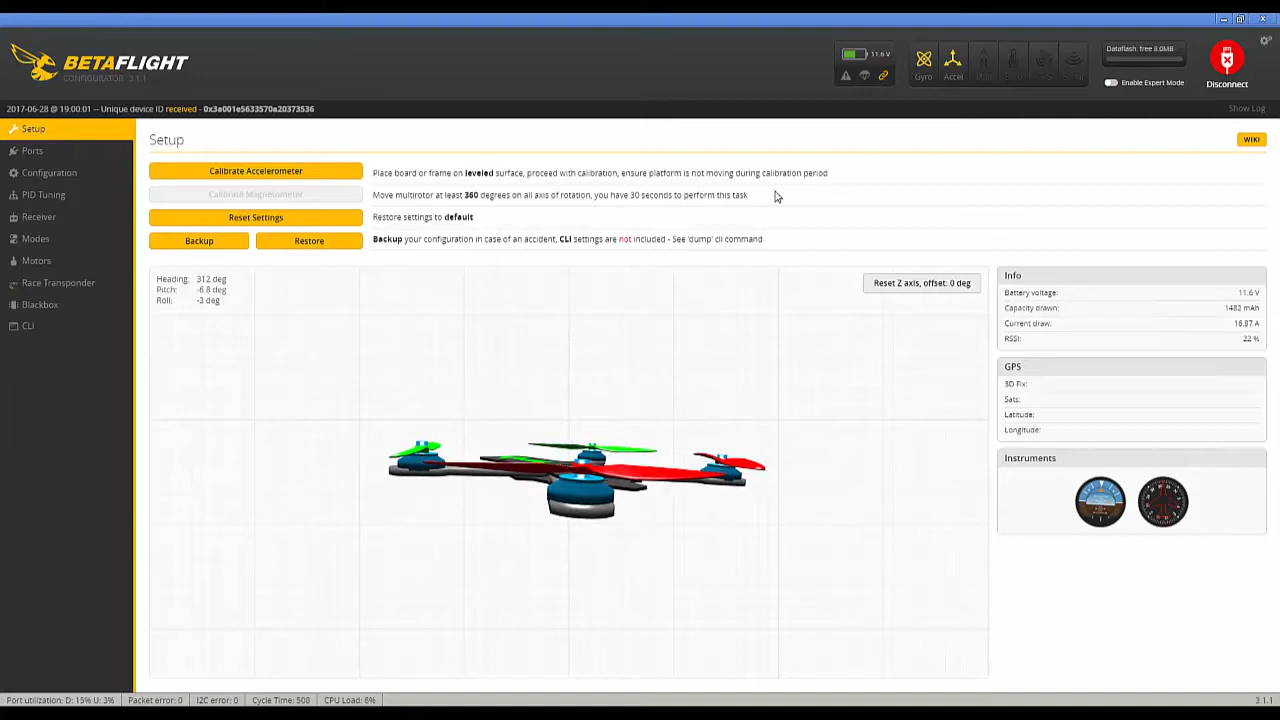 BETAFLIGHT
CONFIGURATOR 3.1.1
11.6 V
Gyro
Accel
Dataflash: free 8.0MB
Enable Expert Mode
Disconnect
2017-06-28 @ 19:00:01 -- Unique device ID received - 0x3a001e5633570a20373536
Show Log
Setup
Ports
Configuration
PID Tuning
Receiver
Modes
Motors
Race Transponder
Blackbox
CLI
Setup
WIKI
Calibrate Accelerometer
Place board or frame on leveled surface, proceed with calibration, ensure platform is not moving during calibration period
Calibrate Magnetometer
Move multirotor at least 360 degrees on all axis of rotation, you have 30 seconds to perform this task
Reset Settings
Restore settings to default
Backup
Restore
Backup your configuration in case of an accident, CLI settings are not included - See 'dump' cli command
Heading: 312 deg
Pitch: -6.8 deg
Roll: -3 deg
Reset Z axis, offset: 0 deg
Info
Battery voltage: 11.6 V
Capacity drawn: 1482 mAh
Current draw: 16.87 A
RSSI: 22 %
GPS
3D Fix:
Sats:
Latitude:
Longitude:
Instruments
Port utilization: D: 15% U: 3%
Packet error: 0
I2C error: 0
Cycle Time: 508
CPU Load: 6%
3.1.1